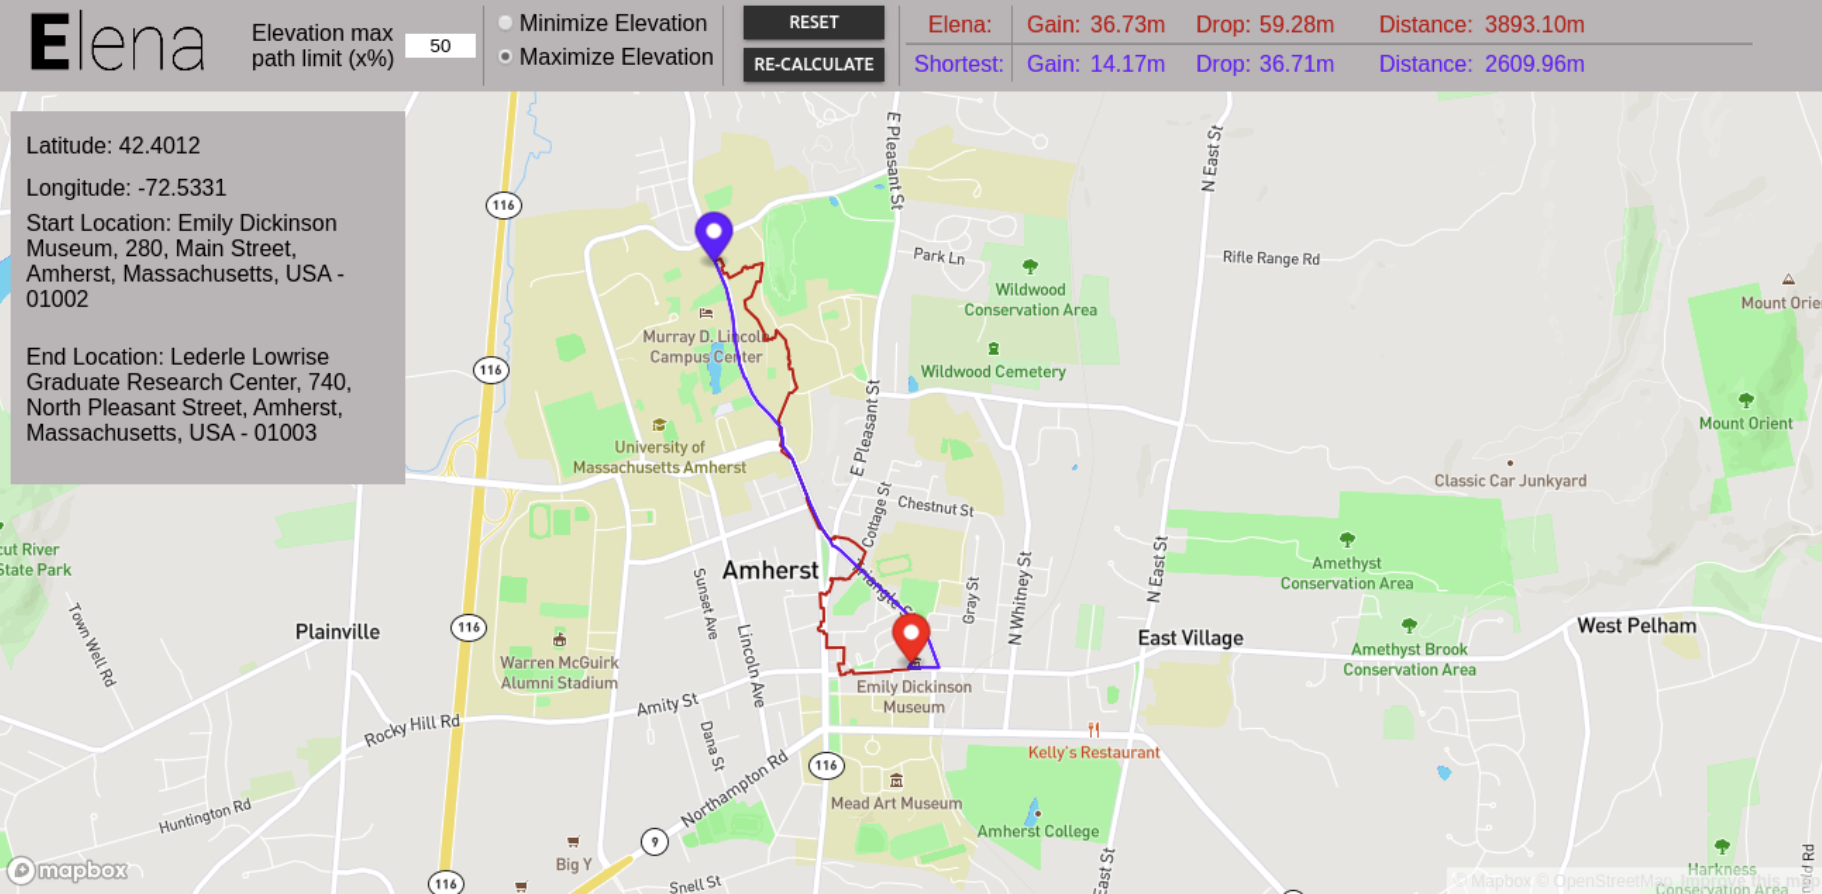 Elena
Elevation max
path limit (x%)
50
Minimize Elevation
Maximize Elevation
RESET
RE-CALCULATE
Elena: Gain: 36.73m Drop: 59.28m Distance: 3893.10m
Shortest: Gain: 14.17m Drop: 36.71m Distance: 2609.96m
Latitude: 42.4012
Longitude: -72.5331
Start Location: Emily Dickinson
Museum, 280, Main Street,
Amherst, Massachusetts, USA -
01002
End Location: Lederle Lowrise
Graduate Research Center, 740,
North Pleasant Street, Amherst,
Massachusetts, USA - 01003
E Pleasant St
N East St
116
Park Ln
Rifle Range Rd
Wildwood
Conservation Area
Mount Orie
Murray D. Lincoln
Campus Center
116
Wildwood Cemetery
E Pleasant St
Mount Orient
University of
Massachusetts Amherst
Classic Car Junkyard
Cottage St
Chestnut St
cut River
State Park
Amherst
Triangle S
Amethyst
Conservation Area
N East St
Sunset Ave
Gray St
N Whitney St
Town Well Rd
Plainville
116
Lincoln Ave
East Village
West Pelham
Warren McGuirk
Alumni Stadium
Amethyst Brook
Conservation Area
Emily Dickinson
Museum
Amity St
Rocky Hill Rd
Dana St
Kelly's Restaurant
116
Northampton Rd
Mead Art Museum
Huntington Rd
Amherst College
9
Big Y
East St
Harkness
Conservation Area
old Rd
mapbox
116
Snell St
© Mapbox © OpenStreetMap Improve this map